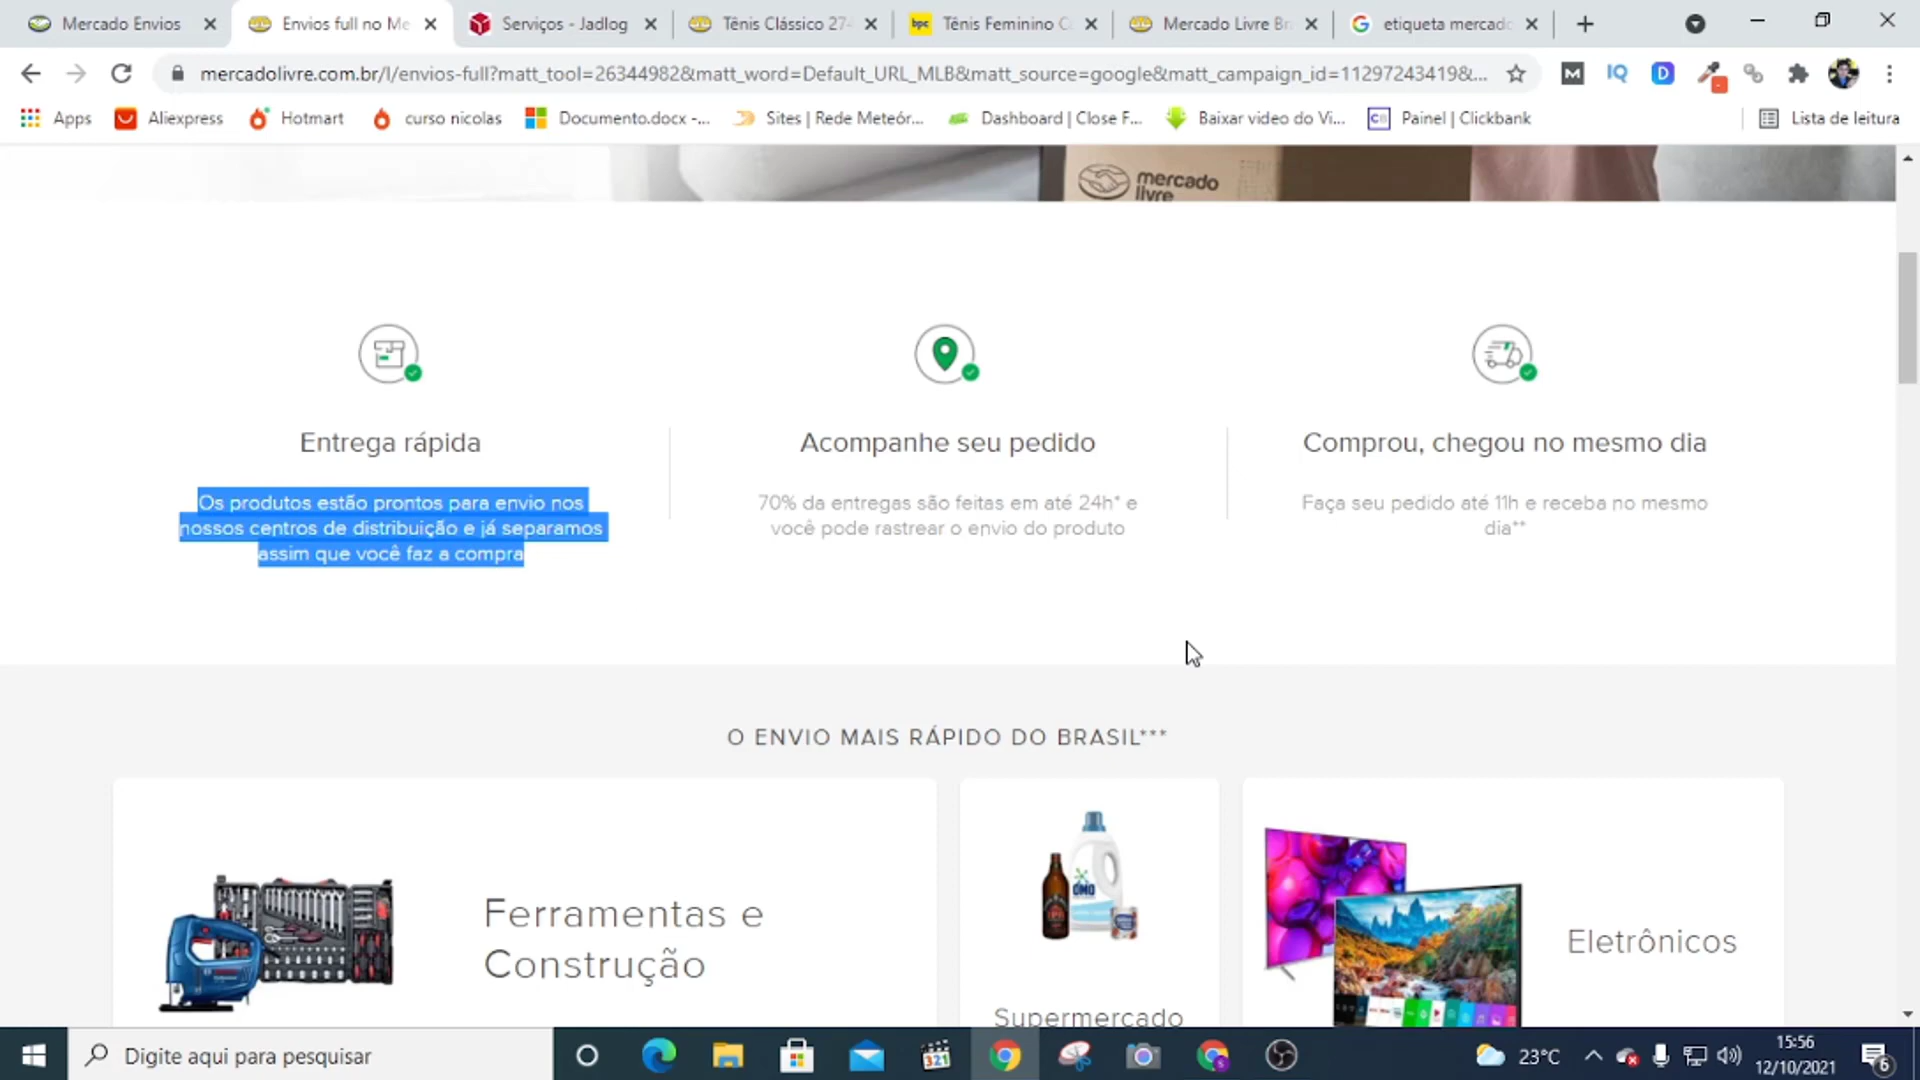 Mercado Envios
Envios full no Me
Serviços - Jadlog
Tênis Clássico 274
Tênis Feminino C
Mercado Livre Br
etiqueta mercado
mercadolivre.com.br/l/envios-full?matt_tool=26344982&matt_word=Default_URL_MLB&matt_source=google&matt_campaign_id=11297243419&...
Apps
Aliexpress
Hotmart
curso nicolas
Documento.docx -...
Sites | Rede Meteór...
Dashboard | Close F...
Baixar video do Vi...
Painel | Clickbank
Lista de leitura
mercado
livre
Entrega rápida
Os produtos estão prontos para envio nos
nossos centros de distribuição e já separamos
assim que você faz a compra
Acompanhe seu pedido
70% da entregas são feitas em até 24h* e
você pode rastrear o envio do produto
Comprou, chegou no mesmo dia
Faça seu pedido até 11h e receba no mesmo
dia**
O ENVIO MAIS RÁPIDO DO BRASIL***
Ferramentas e
Construção
OMO
Supermercado
Eletrônicos
Digite aqui para pesquisar
321
23°C
15:56
12/10/2021
6